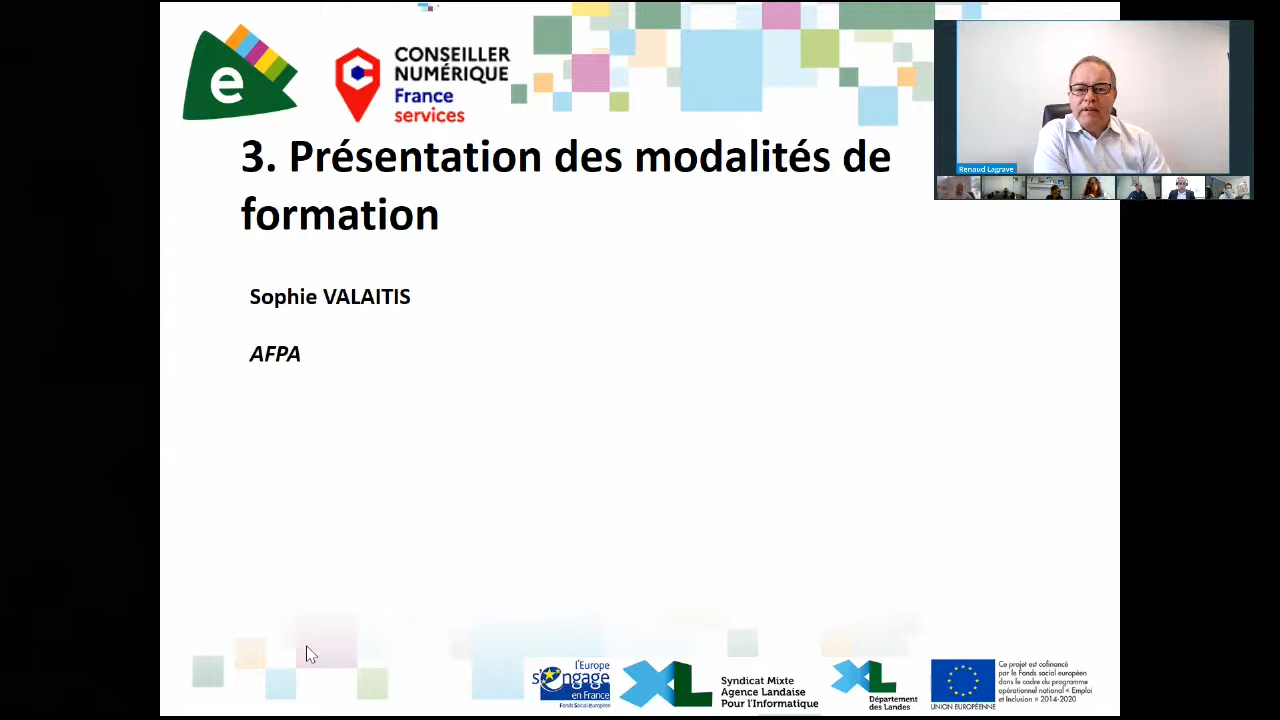 e
CONSEILLER
NUMÉRIQUE
France
services
3. Présentation des modalités de
formation
Renaud Lagrave
Sophie VALAITIS
AFPA
l'Europe
s'engage
en France
Fonds Social Européen
XL
Syndicat Mixte
Agence Landaise
Pour l'Informatique
XL
Département
des Landes
UNION EUROPÉENNE
Ce projet est cofinancé
par le Fonds social européen
dans le cadre du programme
opérationnel national « Emploi
et Inclusion » 2014-2020